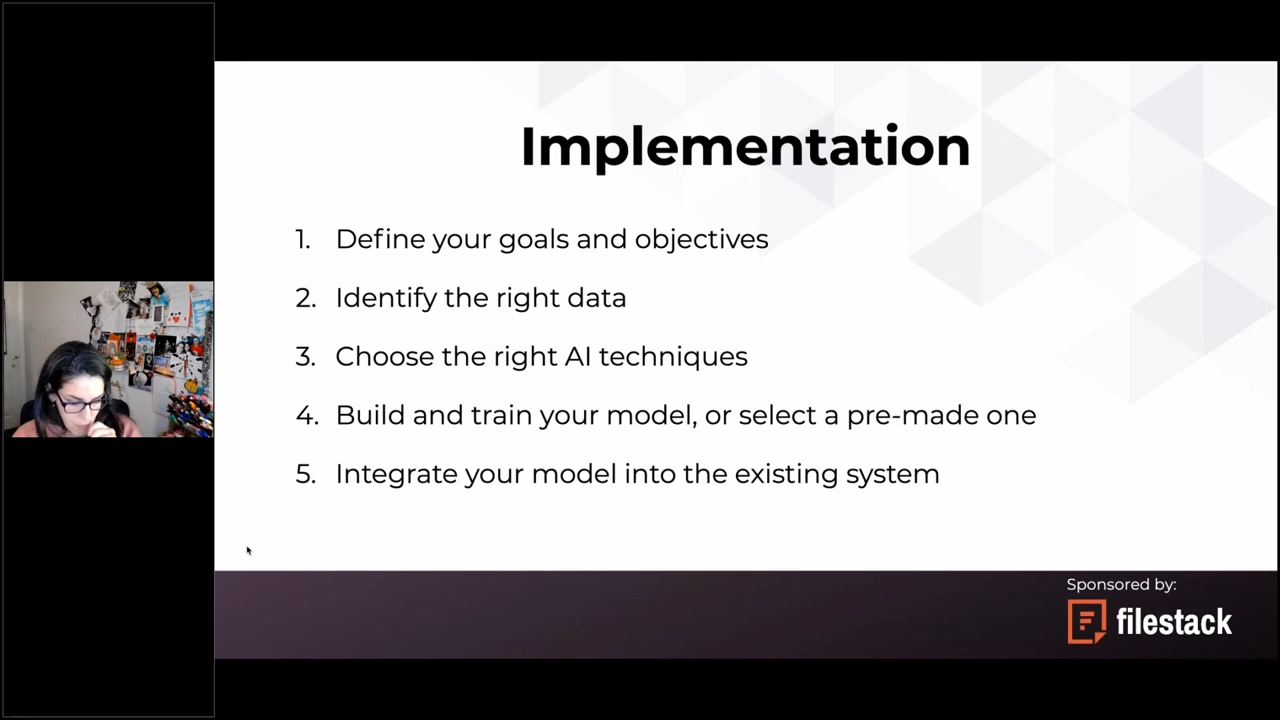 Implementation
1. Define your goals and objectives
2. Identify the right data
3. Choose the right AI techniques
4. Build and train your model, or select a pre-made one
5. Integrate your model into the existing system
Sponsored by:
filestack